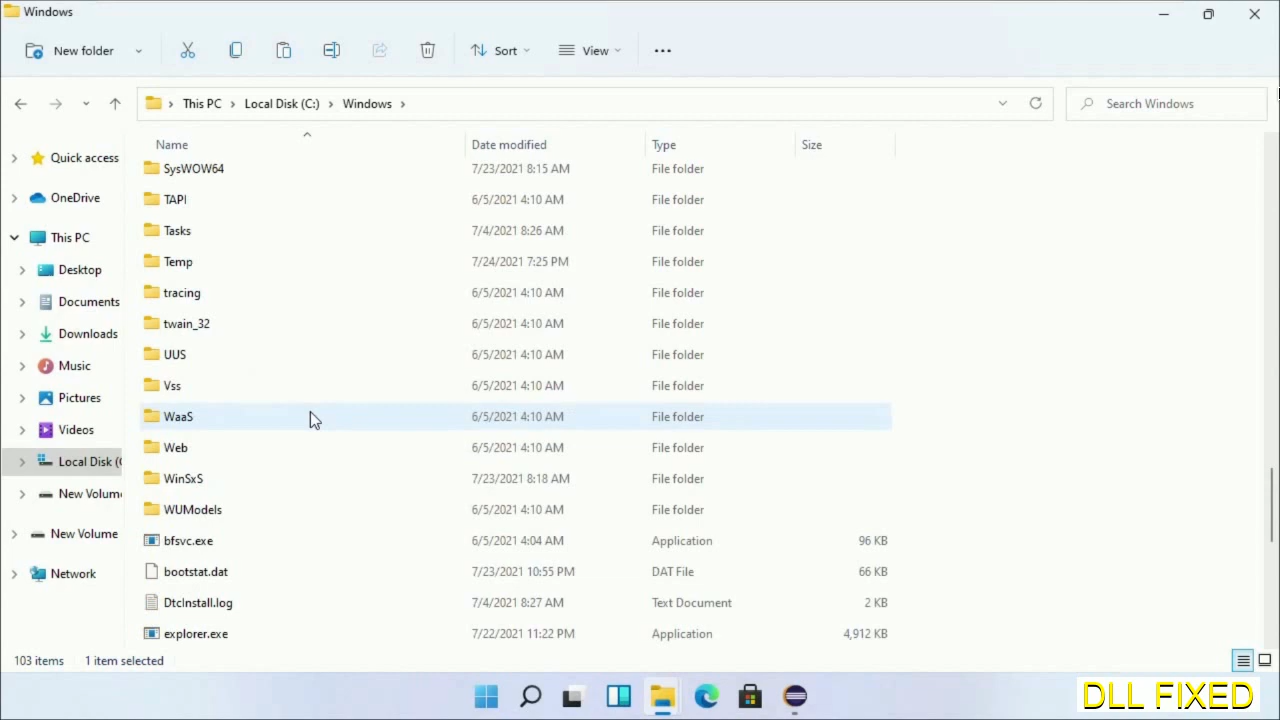 Windows
New folder Sort View
This PC Local Disk (C:) Windows Search Windows
Name Date modified Type Size
Quick access
OneDrive
This PC
Desktop
Documents
Downloads
Music
Pictures
Videos
Local Disk (
New Volum
New Volume
Network
SysWOW64 7/23/2021 8:15 AM File folder
TAPI 6/5/2021 4:10 AM File folder
Tasks 7/4/2021 8:26 AM File folder
Temp 7/24/2021 7:25 PM File folder
tracing 6/5/2021 4:10 AM File folder
twain_32 6/5/2021 4:10 AM File folder
UUS 6/5/2021 4:10 AM File folder
Vss 6/5/2021 4:10 AM File folder
WaaS 6/5/2021 4:10 AM File folder
Web 6/5/2021 4:10 AM File folder
WinSxS 7/23/2021 8:18 AM File folder
WUModels 6/5/2021 4:10 AM File folder
bfsvc.exe 6/5/2021 4:04 AM Application 96 KB
bootstat.dat 7/23/2021 10:55 PM DAT File 66 KB
DtcInstall.log 7/4/2021 8:27 AM Text Document 2 KB
explorer.exe 7/22/2021 11:22 PM Application 4,912 KB
103 items 1 item selected
DLL FIXED